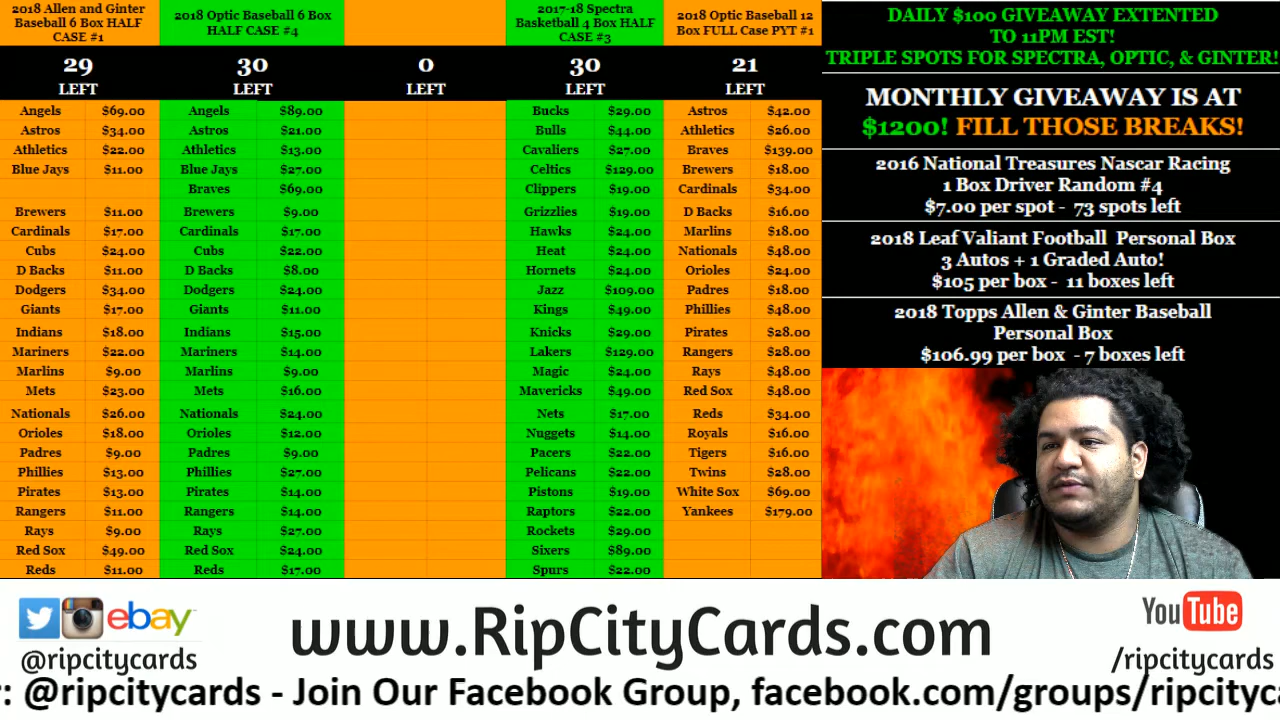 2018 Allen and Ginter
Baseball 6 Box HALF
CASE #1
29
LEFT
Angels $69.00
Astros $34.00
Athletics $22.00
Blue Jays $11.00
Brewers $11.00
Cardinals $17.00
Cubs $24.00
D Backs $11.00
Dodgers $34.00
Giants $17.00
Indians $18.00
Mariners $22.00
Marlins $9.00
Mets $23.00
Nationals $26.00
Orioles $18.00
Padres $9.00
Phillies $13.00
Pirates $13.00
Rangers $11.00
Rays $9.00
Red Sox $49.00
Reds $11.00
2018 Optic Baseball 6 Box
HALF CASE #4
30
LEFT
Angels $89.00
Astros $21.00
Athletics $13.00
Blue Jays $27.00
Braves $69.00
Brewers $9.00
Cardinals $17.00
Cubs $22.00
D Backs $8.00
Dodgers $24.00
Giants $11.00
Indians $15.00
Mariners $14.00
Marlins $9.00
Mets $16.00
Nationals $24.00
Orioles $12.00
Padres $9.00
Phillies $27.00
Pirates $14.00
Rangers $14.00
Rays $27.00
Red Sox $24.00
Reds $17.00
0
LEFT
2017-18 Spectra
Basketball 4 Box HALF
CASE #3
30
LEFT
Bucks $29.00
Bulls $44.00
Cavaliers $27.00
Celtics $129.00
Clippers $19.00
Grizzlies $19.00
Hawks $24.00
Heat $24.00
Hornets $24.00
Jazz $109.00
Kings $49.00
Knicks $29.00
Lakers $129.00
Magic $24.00
Mavericks $49.00
Nets $17.00
Nuggets $14.00
Pacers $22.00
Pelicans $22.00
Pistons $19.00
Raptors $22.00
Rockets $29.00
Sixers $89.00
Spurs $22.00
2018 Optic Baseball 12
Box FULL Case PYT #1
21
LEFT
Astros $42.00
Athletics $26.00
Braves $139.00
Brewers $18.00
Cardinals $34.00
D Backs $16.00
Marlins $18.00
Nationals $48.00
Orioles $24.00
Padres $18.00
Phillies $48.00
Pirates $28.00
Rangers $28.00
Rays $48.00
Red Sox $48.00
Reds $34.00
Royals $16.00
Tigers $16.00
Twins $28.00
White Sox $69.00
Yankees $179.00
DAILY $100 GIVEAWAY EXTENTED
TO 11PM EST!
TRIPLE SPOTS FOR SPECTRA, OPTIC, & GINTER!
MONTHLY GIVEAWAY IS AT
$1200! FILL THOSE BREAKS!
2016 National Treasures Nascar Racing
1 Box Driver Random #4
$7.00 per spot - 73 spots left
2018 Leaf Valiant Football Personal Box
3 Autos + 1 Graded Auto!
$105 per box - 11 boxes left
2018 Topps Allen & Ginter Baseball
Personal Box
$106.99 per box - 7 boxes left
ebay
@ripcitycards
www.RipCityCards.com
YouTube
/ripcitycards
r: @ripcitycards - Join Our Facebook Group, facebook.com/groups/ripcityca